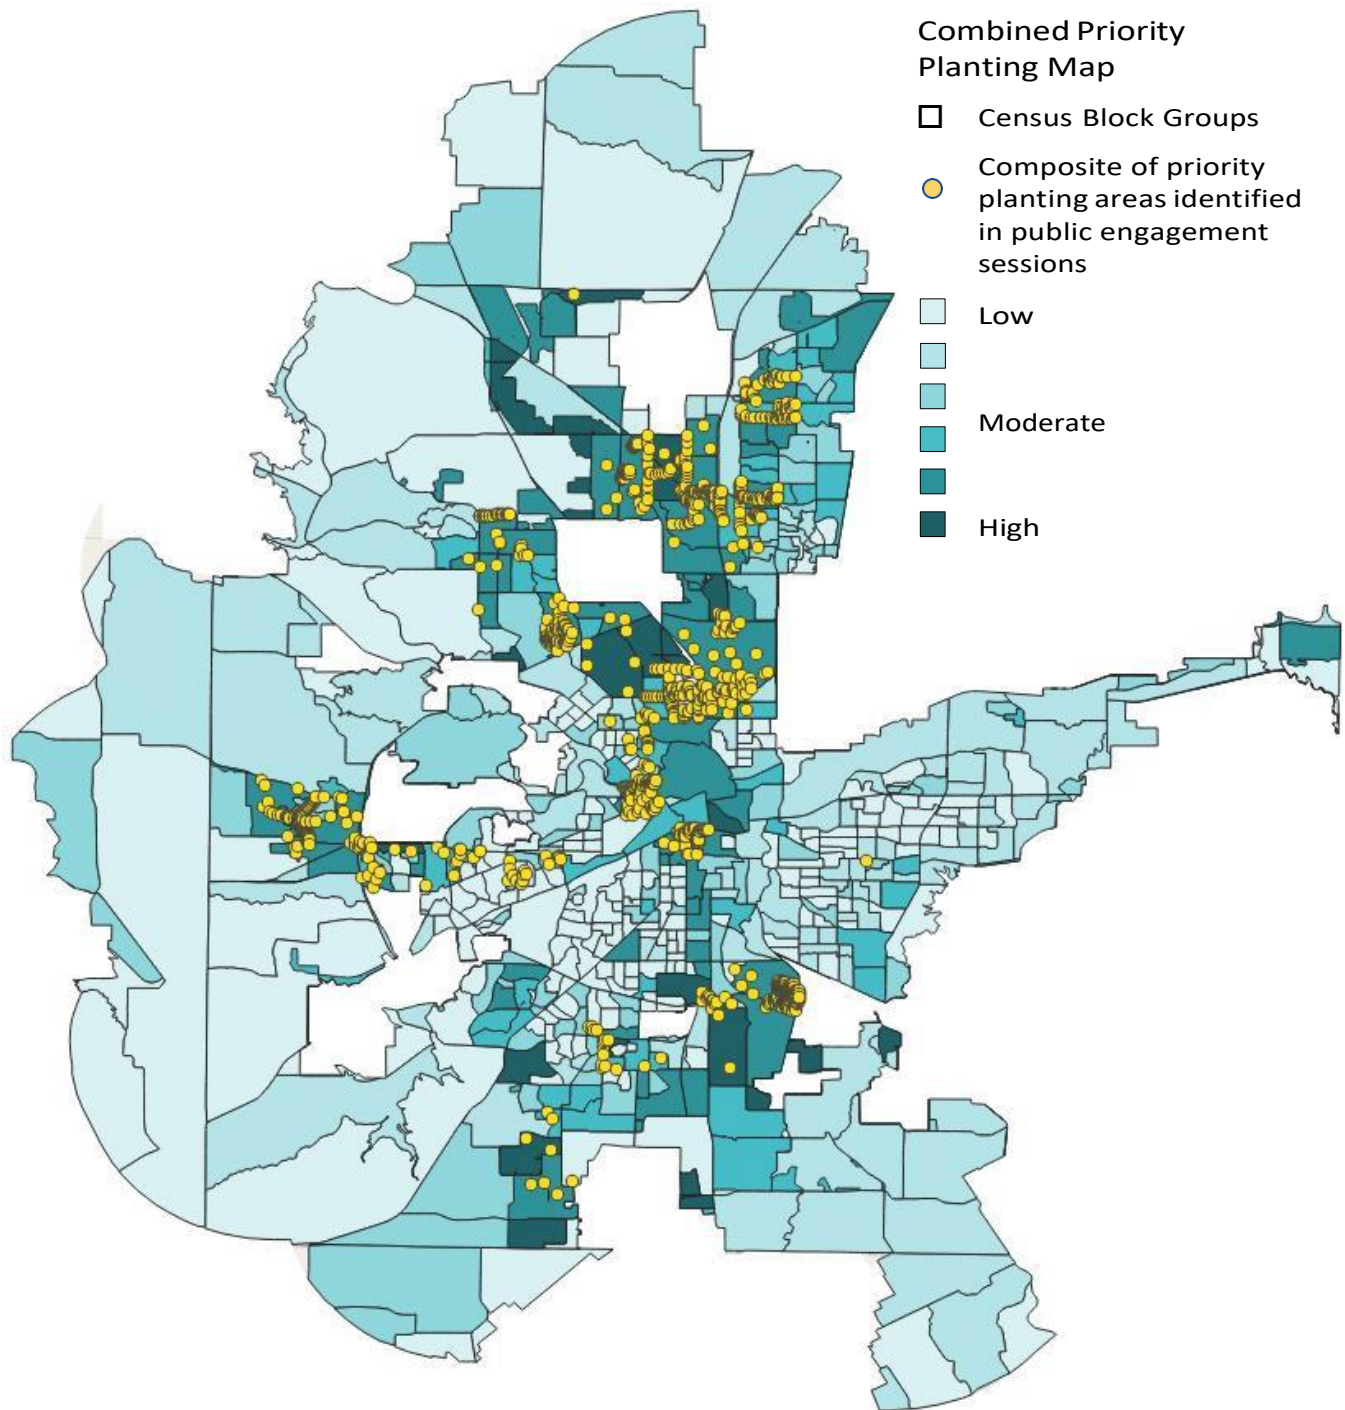 Combined Priority
Planting Map
Census Block Groups
Composite of priority
planting areas identified
in public engagement
sessions
Low
Moderate
High